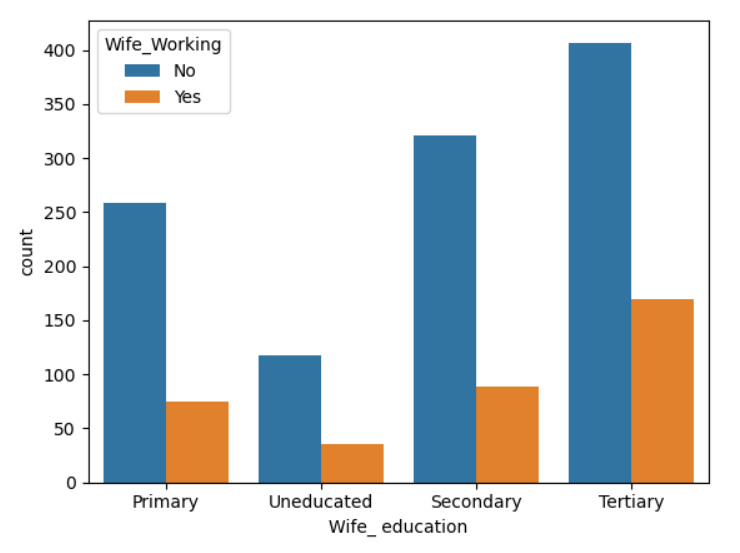 Wife_Working
No
Yes
count
400
350
300
250
200
150
100
50
0
Primary Uneducated Secondary Tertiary
Wife_ education